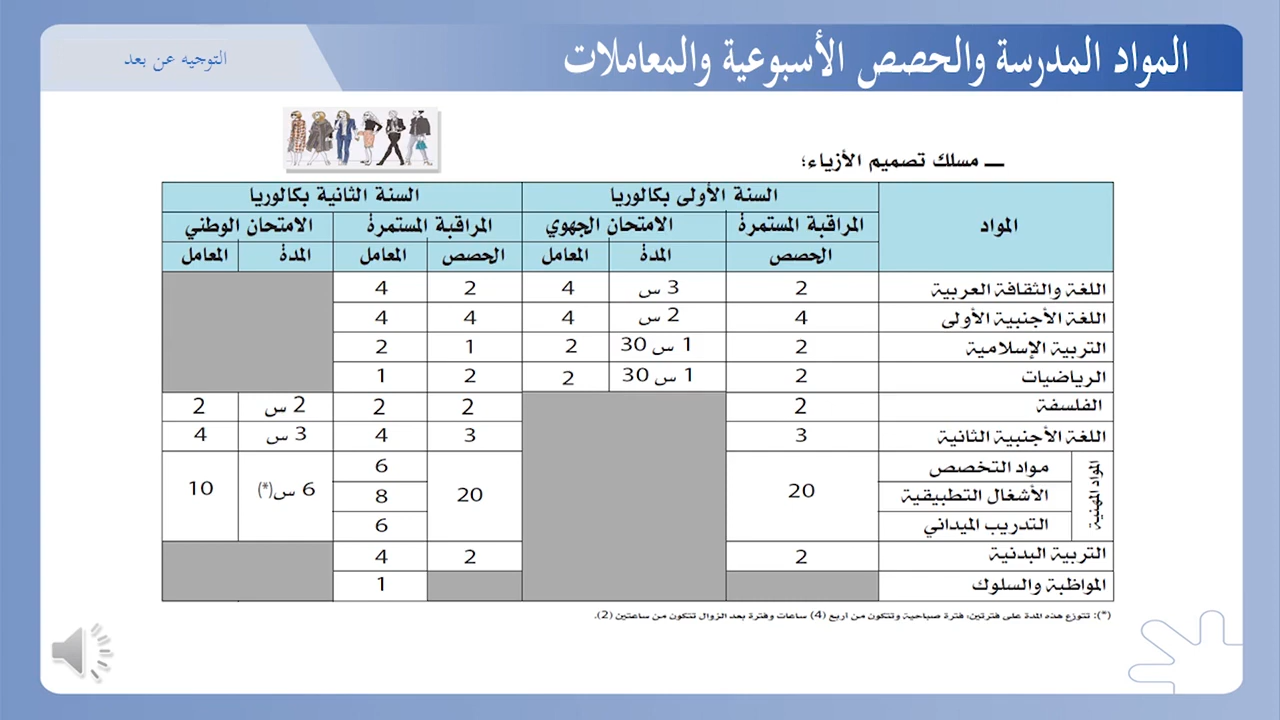 المواد المدرسة والحصص الأسبوعية والمعاملات
التوجيه عن بعد
ـــ مسلك تصميم الأزياء؛
المواد السنة الأولى بكالوريا السنة الثانية بكالوريا
المراقبة المستمرة الامتحان الجهوي المراقبة المستمرة الامتحان الوطني
الحصص المدة المعامل الحصص المعامل المدة المعامل
اللغة والثقافة العربية 2 3 س 4 2 4
اللغة الأجنبية الأولى 4 2 س 4 4 4
التربية الإسلامية 2 1 س 30 2 1 2
الرياضيات 2 1 س 30 2 2 1
الفلسفة 2 2 2 2 س 2
اللغة الأجنبية الثانية 3 3 4 3 س 4
المواد المهنية مواد التخصص 20 20 6 6 س(*) 10
الأشغال التطبيقية 8
التدريب الميداني 6
التربية البدنية 2 2 4
المواظبة والسلوك 1
(*): تتوزع هذه المدة على فترتين: فترة صباحية وتتكون من أربع (4) ساعات وفترة بعد الزوال تتكون من ساعتين (2).